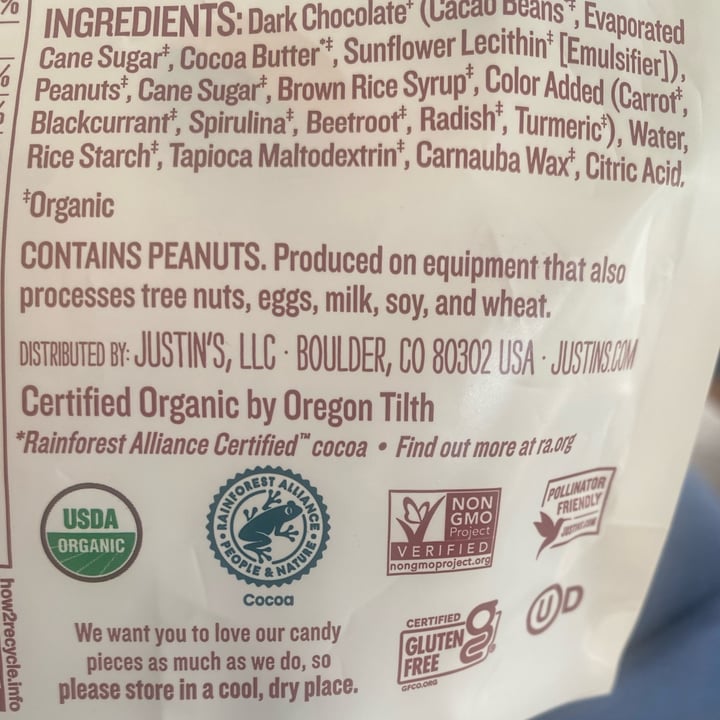 %
INGREDIENTS: Dark Chocolate‡ (Cacao Beans*‡, Evaporated
Cane Sugar‡, Cocoa Butter*‡, Sunflower Lecithin‡ [Emulsifier]),
Peanuts‡, Cane Sugar‡, Brown Rice Syrup‡, Color Added (Carrot‡,
Blackcurrant‡, Spirulina‡, Beetroot‡, Radish‡, Turmeric‡), Water,
Rice Starch‡, Tapioca Maltodextrin‡, Carnauba Wax‡, Citric Acid.
‡Organic
CONTAINS PEANUTS. Produced on equipment that also
processes tree nuts, eggs, milk, soy, and wheat.
DISTRIBUTED BY: JUSTIN'S, LLC · BOULDER, CO 80302 USA · JUSTINS.COM
Certified Organic by Oregon Tilth
*Rainforest Alliance Certified™ cocoa • Find out more at ra.org
USDA
ORGANIC
RAINFOREST ALLIANCE
• PEOPLE & NATURE •
Cocoa
NON
GMO
Project
VERIFIED
nongmoproject.org
POLLINATOR
FRIENDLY
JUSTINS.COM
We want you to love our candy
pieces as much as we do, so
please store in a cool, dry place.
CERTIFIED
GLUTEN
FREE
GFCO.ORG
U D
how2recycle.info